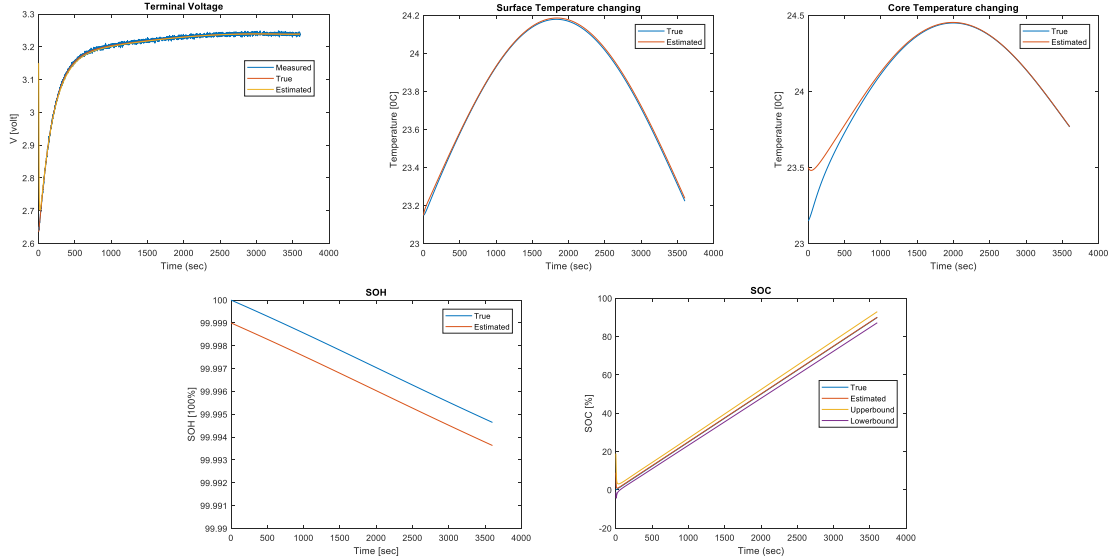 Terminal Voltage
3.3
3.2
3.1
3
2.9
2.8
2.7
2.6
V [volt]
0 500 1000 1500 2000 2500 3000 3500 4000
Time (sec)
Measured
True
Estimated
Surface Temperature changing
24.2
24
23.8
23.6
23.4
23.2
23
Temperature [0C]
0 500 1000 1500 2000 2500 3000 3500 4000
Time (sec)
True
Estimated
Core Temperature changing
24.5
24
23.5
23
Temperature [0C]
0 500 1000 1500 2000 2500 3000 3500 4000
Time (sec)
True
Estimated
SOH
100
99.999
99.998
99.997
99.996
99.995
99.994
99.993
99.992
99.991
99.99
SOH [100%]
0 500 1000 1500 2000 2500 3000 3500 4000
Time [sec]
True
Estimated
SOC
100
80
60
40
20
0
-20
SOC [%]
0 500 1000 1500 2000 2500 3000 3500 4000
Time (sec)
True
Estimated
Upperbound
Lowerbound